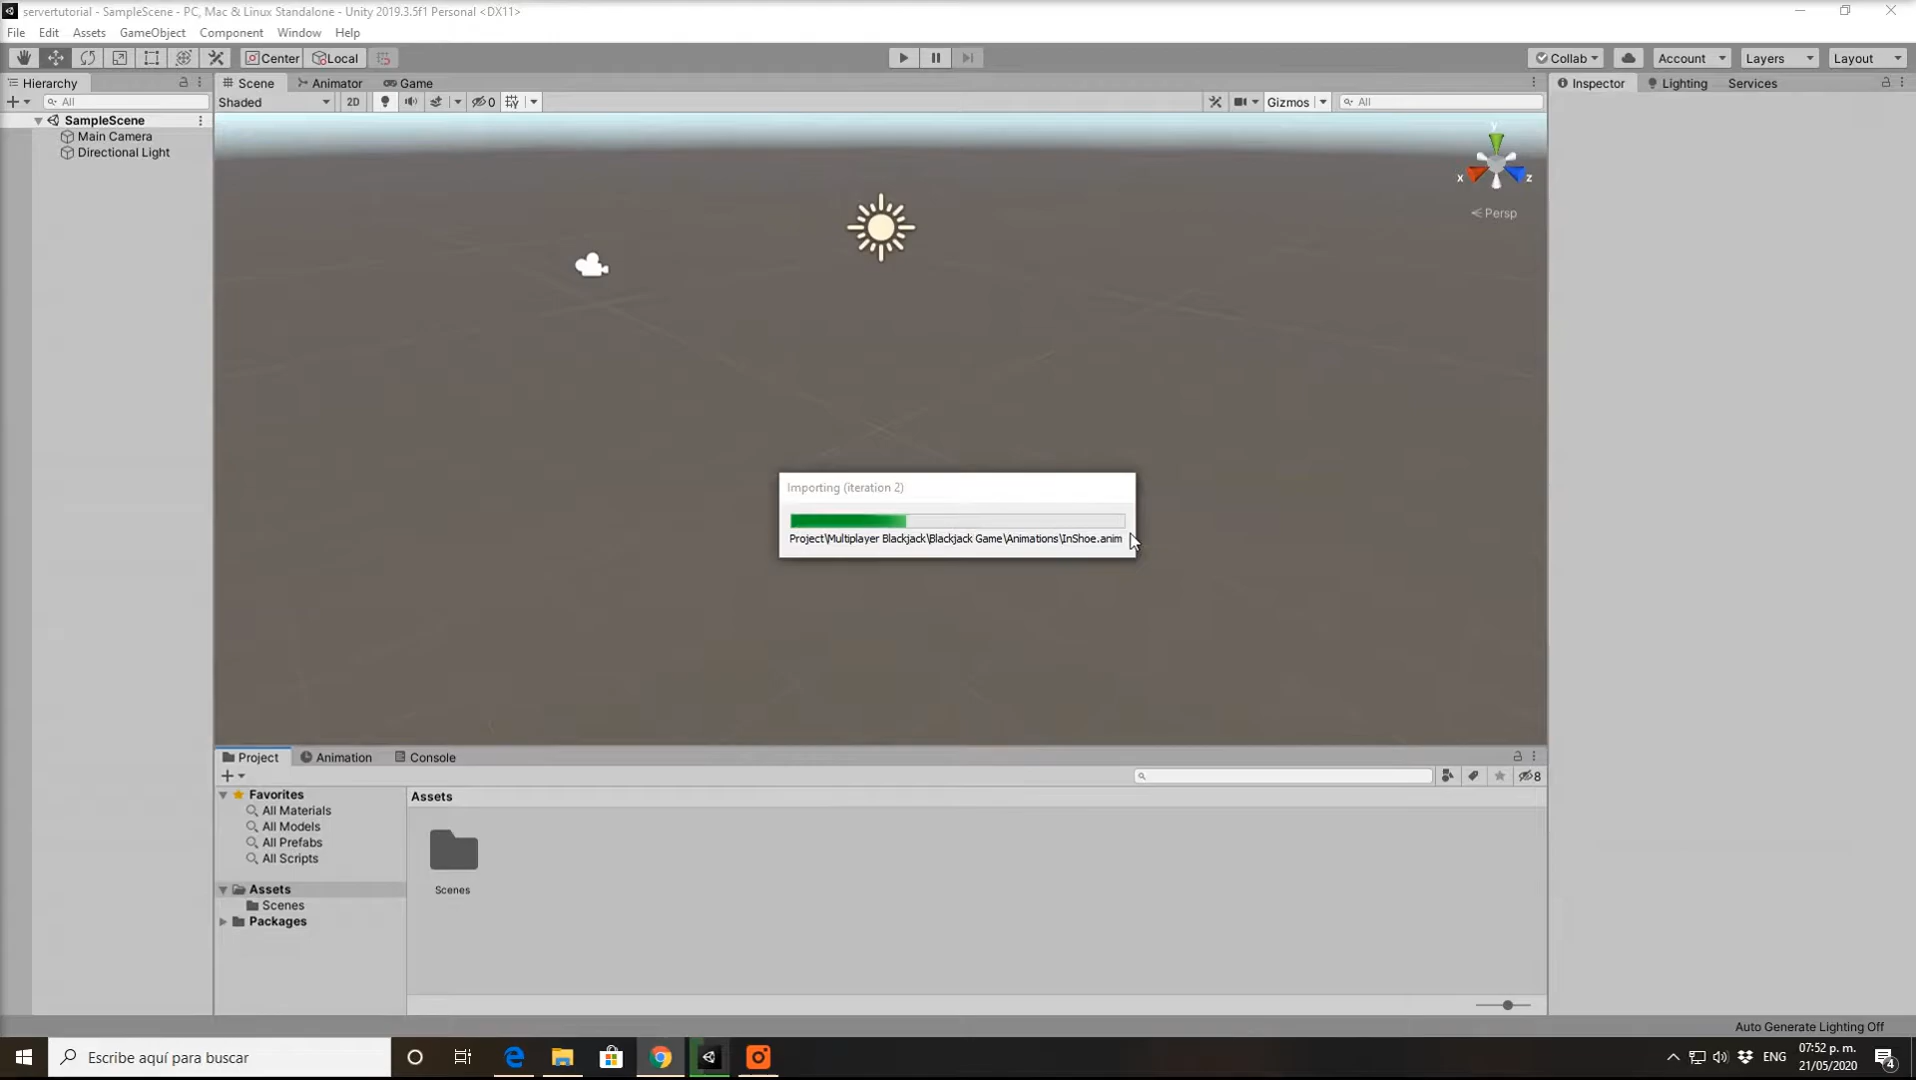 servertutorial - SampleScene - PC, Mac & Linux Standalone - Unity 2019.3.5f1 Personal <DX11>
File Edit Assets GameObject Component Window Help
Center Local Collab Account Layers Layout
Hierarchy Scene Animator Game Inspector Lighting Services
All Shaded 2D 0 Gizmos All
SampleScene
Main Camera
Directional Light
y
x z
Persp
Importing (iteration 2)
Project\Multiplayer Blackjack\Blackjack Game\Animations\InShoe.anim
Project Animation Console
8
Favorites
All Materials
All Models
All Prefabs
All Scripts
Assets
Scenes
Packages
Assets
Scenes
Auto Generate Lighting Off
Escribe aquí para buscar
ENG
07:52 p. m.
21/05/2020
4